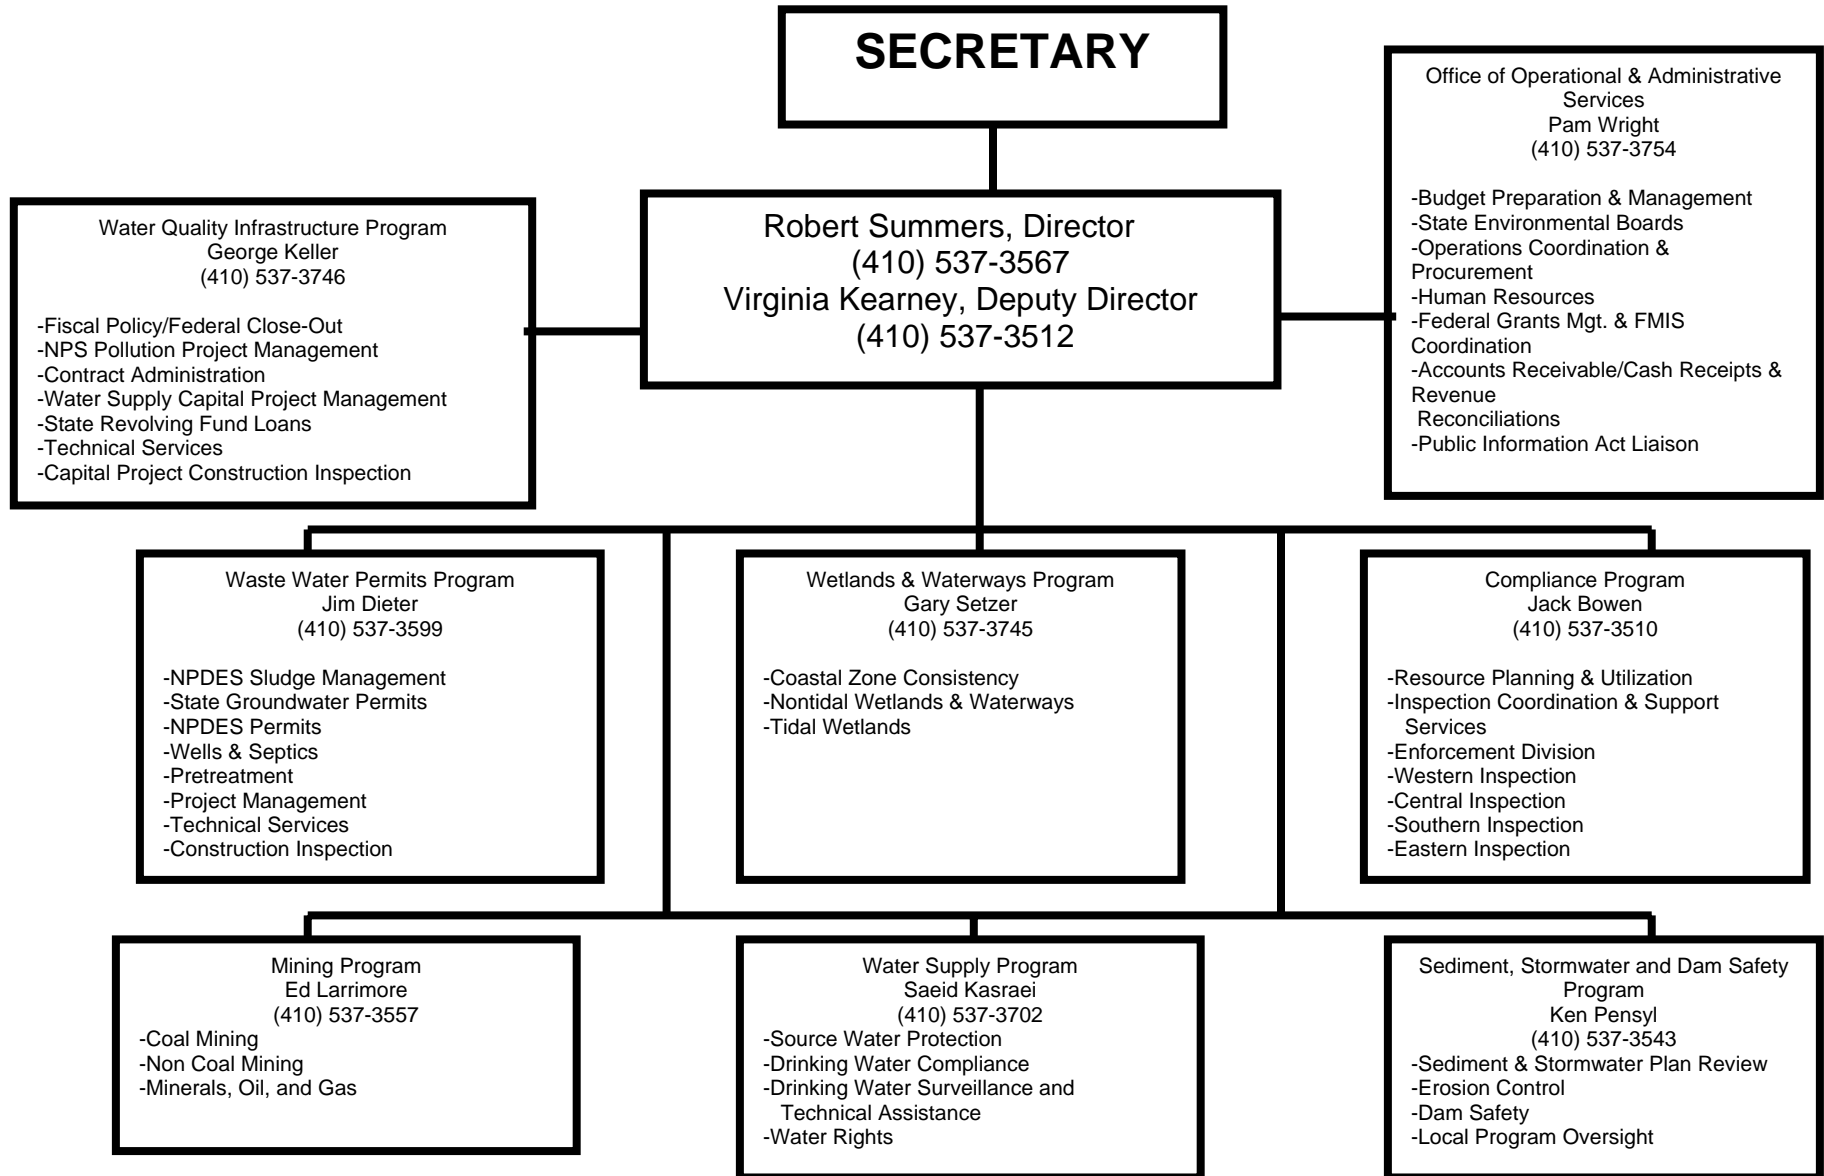 SECRETARY
Office of Operational & Administrative
Services
Pam Wright
(410) 537-3754
-Budget Preparation & Management
-State Environmental Boards
-Operations Coordination &
Procurement
-Human Resources
-Federal Grants Mgt. & FMIS
Coordination
-Accounts Receivable/Cash Receipts &
Revenue
Reconciliations
-Public Information Act Liaison
Robert Summers, Director
(410) 537-3567
Virginia Kearney, Deputy Director
(410) 537-3512
Water Quality Infrastructure Program
George Keller
(410) 537-3746
-Fiscal Policy/Federal Close-Out
-NPS Pollution Project Management
-Contract Administration
-Water Supply Capital Project Management
-State Revolving Fund Loans
-Technical Services
-Capital Project Construction Inspection
Waste Water Permits Program
Jim Dieter
(410) 537-3599
-NPDES Sludge Management
-State Groundwater Permits
-NPDES Permits
-Wells & Septics
-Pretreatment
-Project Management
-Technical Services
-Construction Inspection
Wetlands & Waterways Program
Gary Setzer
(410) 537-3745
-Coastal Zone Consistency
-Nontidal Wetlands & Waterways
-Tidal Wetlands
Compliance Program
Jack Bowen
(410) 537-3510
-Resource Planning & Utilization
-Inspection Coordination & Support
Services
-Enforcement Division
-Western Inspection
-Central Inspection
-Southern Inspection
-Eastern Inspection
Mining Program
Ed Larrimore
(410) 537-3557
-Coal Mining
-Non Coal Mining
-Minerals, Oil, and Gas
Water Supply Program
Saeid Kasraei
(410) 537-3702
-Source Water Protection
-Drinking Water Compliance
-Drinking Water Surveillance and
Technical Assistance
-Water Rights
Sediment, Stormwater and Dam Safety
Program
Ken Pensyl
(410) 537-3543
-Sediment & Stormwater Plan Review
-Erosion Control
-Dam Safety
-Local Program Oversight